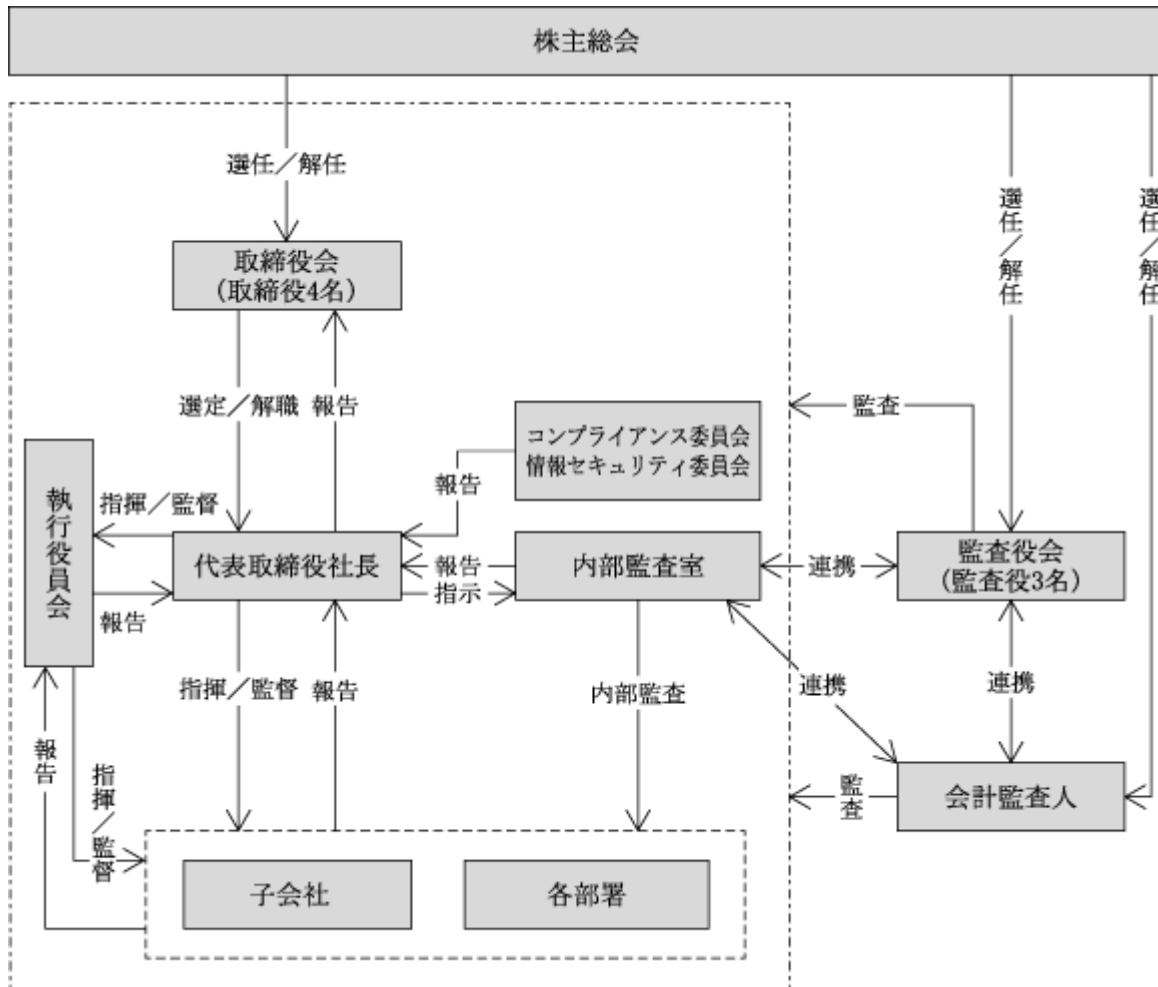 株主総会
選任／解任
選任／解任
選任／解任
取締役会
（取締役4名）
選定／解職
報告
監査
コンプライアンス委員会
情報セキュリティ委員会
報告
執行役員会
指揮／監督
代表取締役社長
報告
指示
内部監査室
連携
監査役会
（監査役3名）
報告
指揮／監督
報告
内部監査
連携
連携
報告
指揮／監督
監査
会計監査人
子会社
各部署